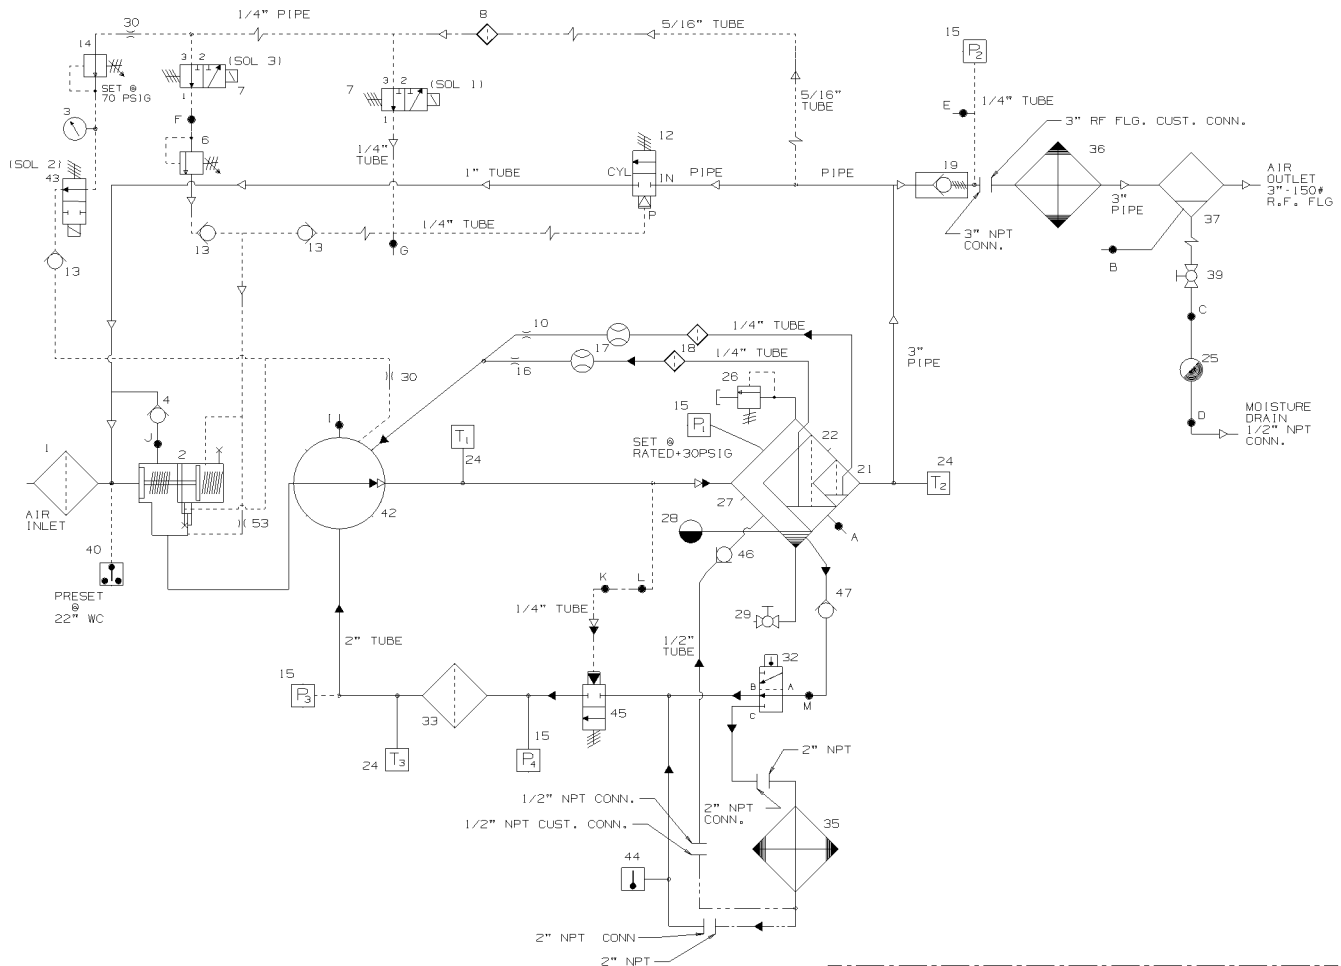 1/4" PIPE
8
5/16" TUBE
30
14
15
P2
3
2
(SOL 3)
7
1
SET @
70 PSIG
3
2
(SOL 1)
7
1
5/16"
TUBE
1/4" TUBE
E
3" RF FLG. CUST. CONN.
3
F
6
12
1/4"
TUBE
36
19
(SOL 2)
43
1" TUBE
CYL
IN
PIPE
PIPE
P
AIR
OUTLET
3"-150#
R.F. FLG
3"
PIPE
37
3" NPT
CONN.
1/4" TUBE
13
13
G
B
13
39
C
10
17
18
1/4" TUBE
1/4" TUBE
16
3"
PIPE
25
30
26
4
15
P1
I
T1
24
J
SET @
RATED+30PSIG
22
D
MOISTURE
DRAIN
1/2" NPT
CONN.
1
2
21
24
T2
27
AIR
INLET
53
42
28
A
40
46
PRESET
@
22" WC
K
L
1/4" TUBE
47
29
2" TUBE
1/2"
TUBE
32
B
A
C
M
15
P3
33
45
24
T3
15
P4
2" NPT
2" NPT
CONN.
1/2" NPT CONN.
1/2" NPT CUST. CONN.
35
44
2" NPT CONN
2" NPT